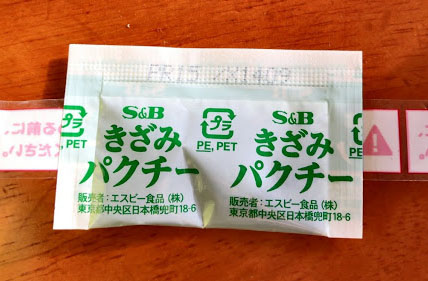 S&B
きざみ
パクチー
販売者:エスビー食品(株)
東京都中央区日本橋兜町18-6
プラ
PE, PET
S&B
きざみ
パクチー
販売者:エスビー食品(株)
東京都中央区日本橋兜町18-6
プラ